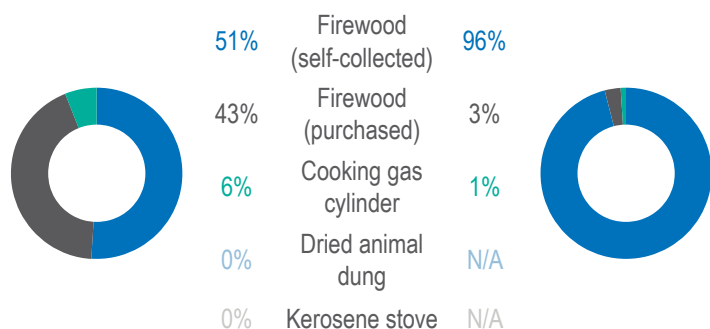 51% Firewood (self-collected) 96%
43% Firewood (purchased) 3%
6% Cooking gas cylinder 1%
0% Dried animal dung N/A
0% Kerosene stove N/A